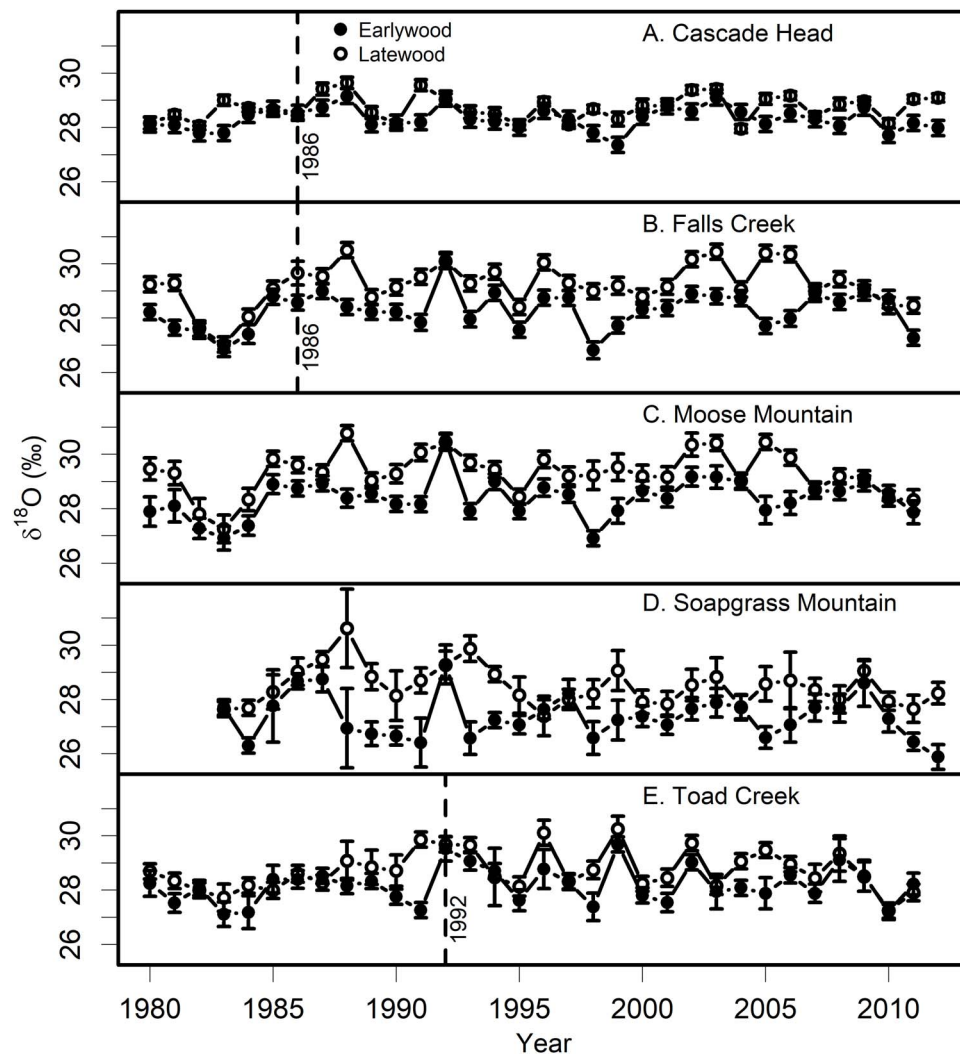 Earlywood
Latewood
A. Cascade Head
30
28
26
1986
B. Falls Creek
30
28
26
1986
C. Moose Mountain
30
28
26
δ18O (‰)
D. Soapgrass Mountain
30
28
26
E. Toad Creek
30
28
26
1992
1980 1985 1990 1995 2000 2005 2010
Year